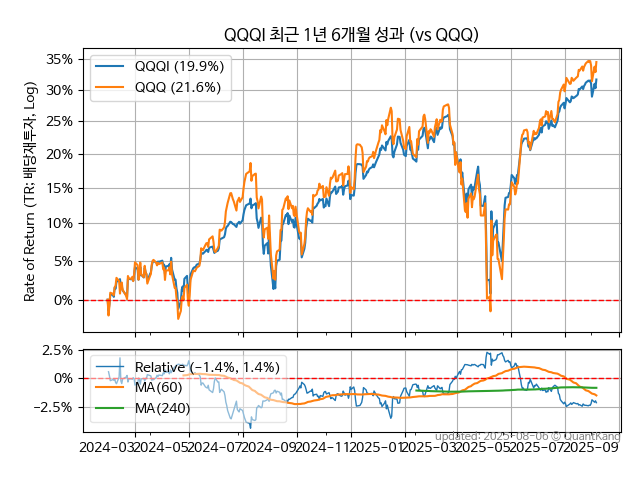 QQQI 최근 1년 6개월 성과 (vs QQQ)
Rate of Return (TR: 배당재투자, Log)
35%
30%
25%
20%
15%
10%
5%
0%
QQQI (19.9%)
QQQ (21.6%)
2.5%
0%
−2.5%
Relative (−1.4%, 1.4%)
MA(60)
MA(240)
updated: 2025-08-06 © QuantKang
2024-03 2024-05 2024-07 2024-09 2024-11 2025-01 2025-03 2025-05 2025-07 2025-09